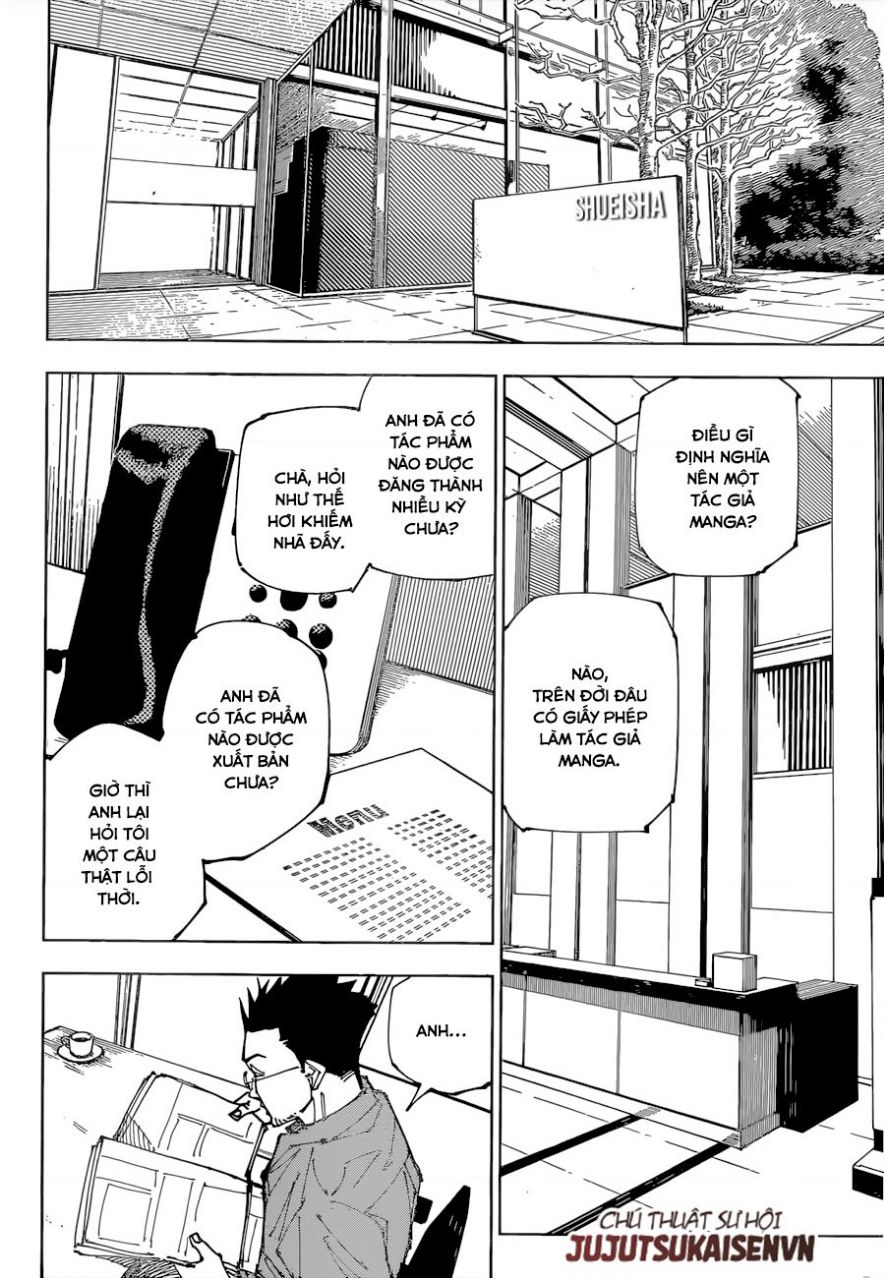 SHUEISHA
ĐIỀU GÌ
ĐỊNH NGHĨA
NÊN MỘT
TÁC GIẢ
MANGA?
NÀO,
TRÊN ĐỜI ĐÂU
CÓ GIẤY PHÉP
LÀM TÁC GIẢ
MANGA.
ANH ĐÃ CÓ
TÁC PHẨM
NÀO ĐƯỢC
ĐĂNG THÀNH
NHIỀU KỲ
CHƯA?
CHÀ, HỎI
NHƯ THẾ
HƠI KHIẾM
NHÃ ĐẤY.
ANH ĐÃ
CÓ TÁC PHẨM
NÀO ĐƯỢC
XUẤT BẢN
CHƯA?
GIỜ THÌ
ANH LẠI
HỎI TÔI
MỘT CÂU
THẬT LỖI
THỜI.
Menu
ANH...
CHÚ THUẬT SƯ HỘI
JUJUTSUKAISENVN